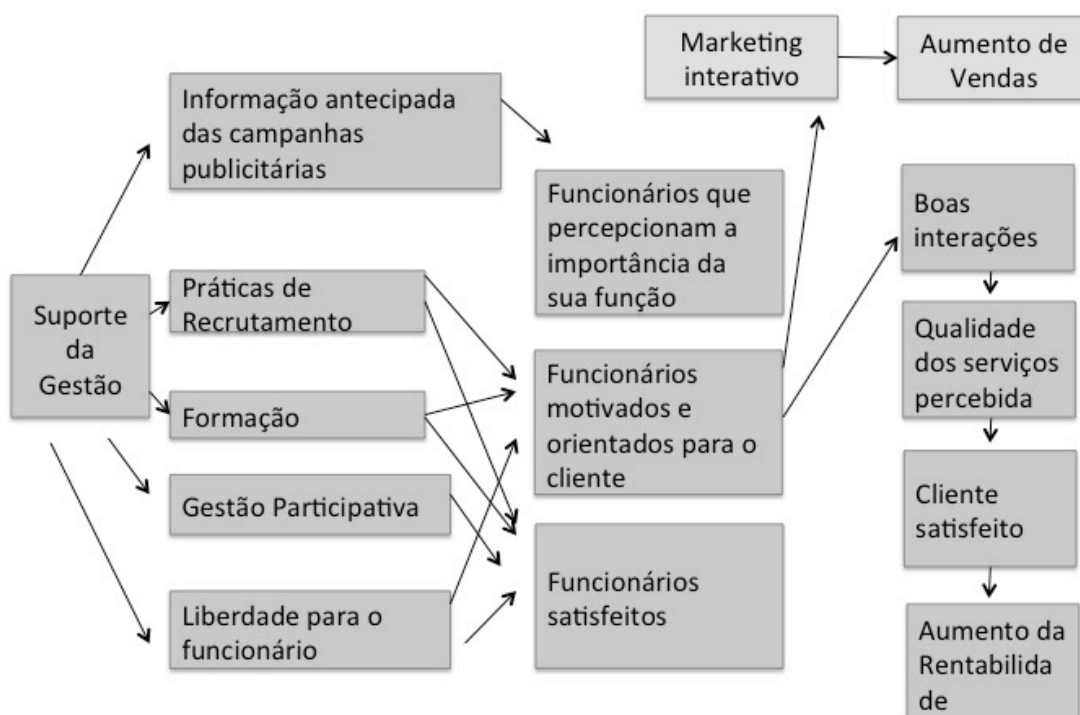 Marketing
interativo
Aumento de
Vendas
Informação antecipada
das campanhas
publicitárias
Funcionários que
percepcionam a
importância da
sua função
Boas
interações
Suporte
da
Gestão
Práticas de
Recrutamento
Qualidade
dos serviços
percebida
Funcionários
motivados e
orientados para o
cliente
Formação
Gestão Participativa
Cliente
satisfeito
Funcionários
satisfeitos
Liberdade para o
funcionário
Aumento da
Rentabilida
de